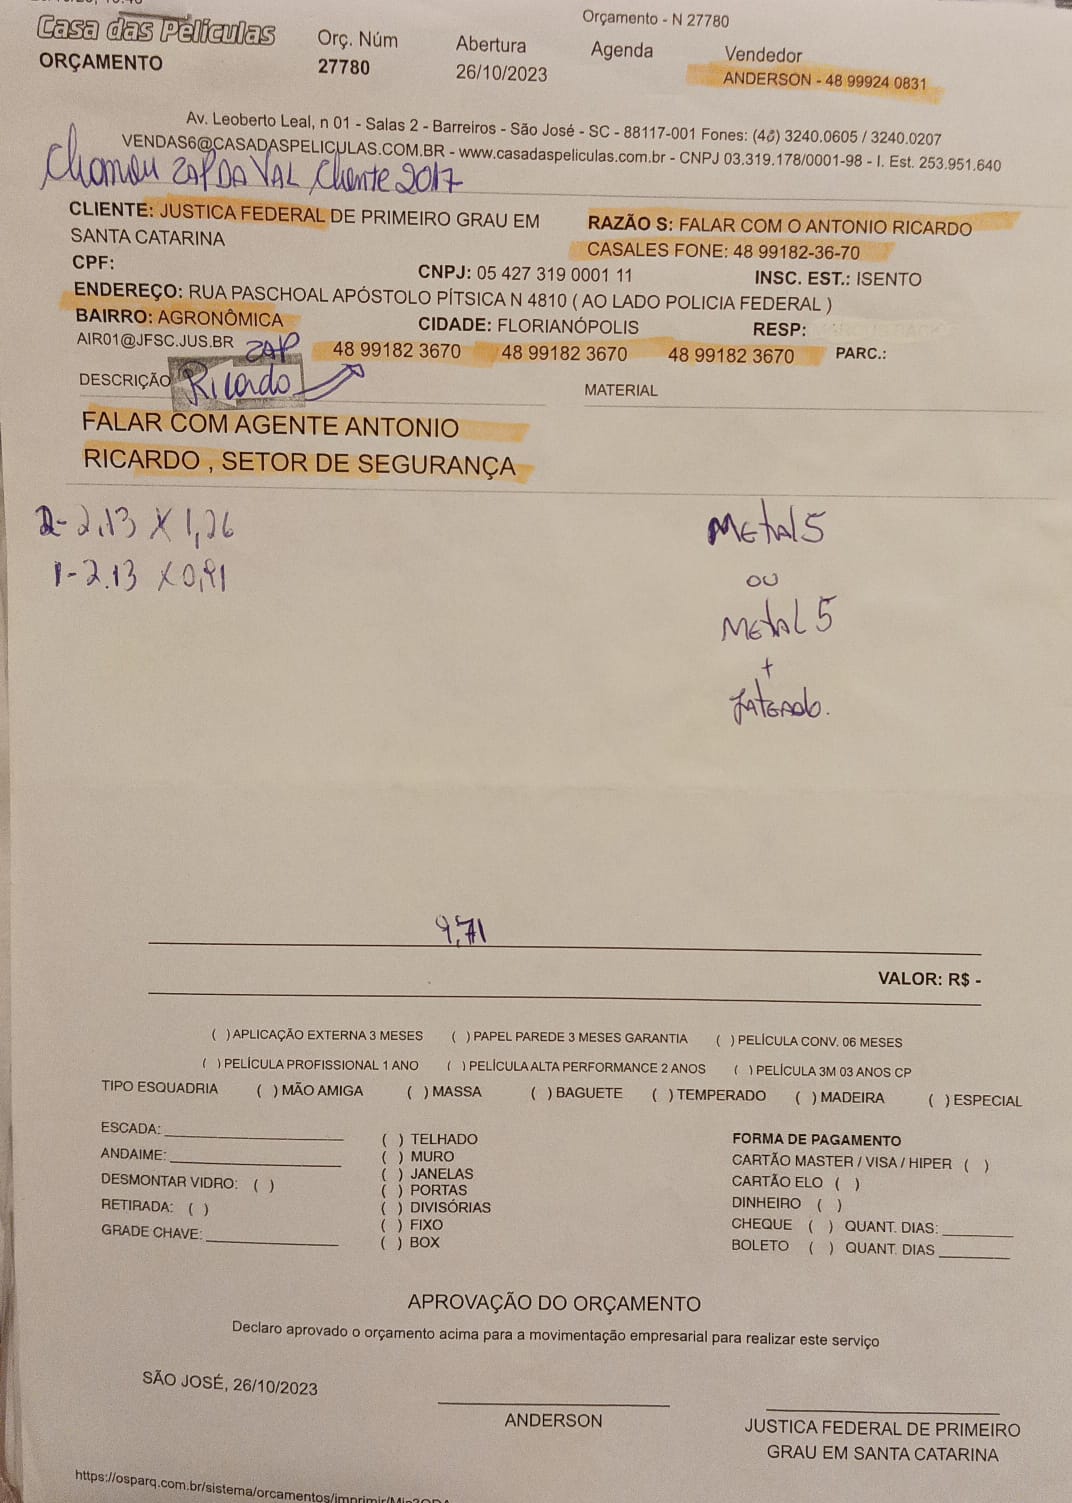 Orçamento - N 27780
Casa das Películas
Orç. Núm Abertura Agenda Vendedor
ORÇAMENTO 27780 26/10/2023 ANDERSON - 48 99924 0831
Av. Leoberto Leal, n 01 - Salas 2 - Barreiros - São José - SC - 88117-001 Fones: (48) 3240.0605 / 3240.0207
VENDAS6@CASADASPELICULAS.COM.BR - www.casadaspeliculas.com.br - CNPJ 03.319.178/0001-98 - I. Est. 253.951.640
Chamou ZAP DA VAL Cliente 2017
CLIENTE: JUSTICA FEDERAL DE PRIMEIRO GRAU EM
SANTA CATARINA
RAZÃO S: FALAR COM O ANTONIO RICARDO
CASALES FONE: 48 99182-36-70
CPF: CNPJ: 05 427 319 0001 11 INSC. EST.: ISENTO
ENDEREÇO: RUA PASCHOAL APÓSTOLO PÍTSICA N 4810 ( AO LADO POLICIA FEDERAL )
BAIRRO: AGRONÔMICA CIDADE: FLORIANÓPOLIS RESP:
AIR01@JFSC.JUS.BR ZAP 48 99182 3670 48 99182 3670 48 99182 3670 PARC.:
DESCRIÇÃO Ricardo MATERIAL
FALAR COM AGENTE ANTONIO
RICARDO , SETOR DE SEGURANÇA
2- 2,13 X 1,26
1- 2.13 X 0,91
Metal 5
ou
Metal 5
+
Jateado.
9,71
VALOR: R$ -
( ) APLICAÇÃO EXTERNA 3 MESES ( ) PAPEL PAREDE 3 MESES GARANTIA ( ) PELÍCULA CONV. 06 MESES
( ) PELÍCULA PROFISSIONAL 1 ANO ( ) PELÍCULA ALTA PERFORMANCE 2 ANOS ( ) PELÍCULA 3M 03 ANOS CP
TIPO ESQUADRIA ( ) MÃO AMIGA ( ) MASSA ( ) BAGUETE ( ) TEMPERADO ( ) MADEIRA ( ) ESPECIAL
ESCADA:
ANDAIME:
DESMONTAR VIDRO: ( )
RETIRADA: ( )
GRADE CHAVE:
( ) TELHADO
( ) MURO
( ) JANELAS
( ) PORTAS
( ) DIVISÓRIAS
( ) FIXO
( ) BOX
FORMA DE PAGAMENTO
CARTÃO MASTER / VISA / HIPER ( )
CARTÃO ELO ( )
DINHEIRO ( )
CHEQUE ( ) QUANT. DIAS:
BOLETO ( ) QUANT. DIAS
APROVAÇÃO DO ORÇAMENTO
Declaro aprovado o orçamento acima para a movimentação empresarial para realizar este serviço
SÃO JOSÉ, 26/10/2023
ANDERSON
JUSTICA FEDERAL DE PRIMEIRO
GRAU EM SANTA CATARINA